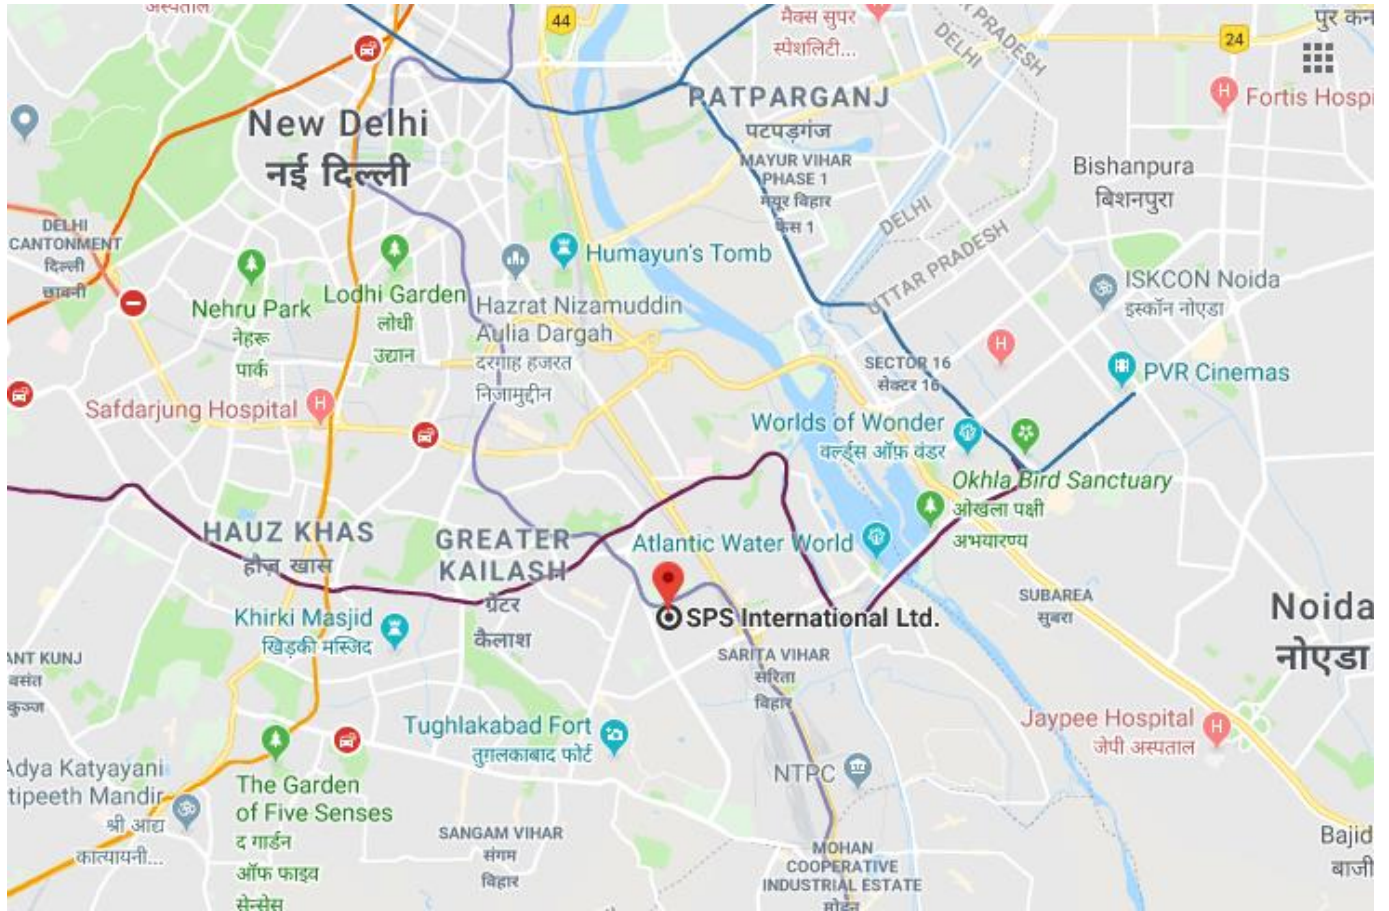 अस्पताल
44
मैक्स सुपर
स्पेशलिटी...
PRADESH
DELHI
24
पुर कन
Fortis Hospi
PATPARGANJ
पटपड़गंज
New Delhi
नई दिल्ली
MAYUR VIHAR
PHASE 1
मयूर विहार
फेस 1
Bishanpura
बिशनपुरा
DELHI
UTTAR PRADESH
DELHI
CANTONMENT
दिल्ली
छावनी
Humayun's Tomb
ISKCON Noida
इस्कॉन नोएडा
Nehru Park
नेहरू
पार्क
Lodhi Garden
लोधी
उद्यान
Hazrat Nizamuddin
Aulia Dargah
दरगाह हजरत
निजामुद्दीन
SECTOR 16
सेक्टर 16
PVR Cinemas
Safdarjung Hospital
Worlds of Wonder
वर्ल्ड्स ऑफ़ वंडर
Okhla Bird Sanctuary
ओखला पक्षी
अभयारण्य
HAUZ KHAS
हौज़ खास
GREATER
KAILASH
ग्रेटर
कैलाश
Atlantic Water World
SPS International Ltd.
SUBAREA
सुबरा
Noida
नोएडा
Khirki Masjid
खिड़की मस्जिद
ANT KUNJ
वसंत
कुञ्ज
SARITA VIHAR
सरिता
विहार
Tughlakabad Fort
तुग़लकाबाद फोर्ट
Jaypee Hospital
जेपी अस्पताल
NTPC
Adya Katyayani
tipeeth Mandir
श्री आद्य
कात्यायनी...
The Garden
of Five Senses
द गार्डन
ऑफ फाइव
सेन्सेस
SANGAM VIHAR
संगम
विहार
MOHAN
COOPERATIVE
INDUSTRIAL ESTATE
मोहन
Bajid
बाजी